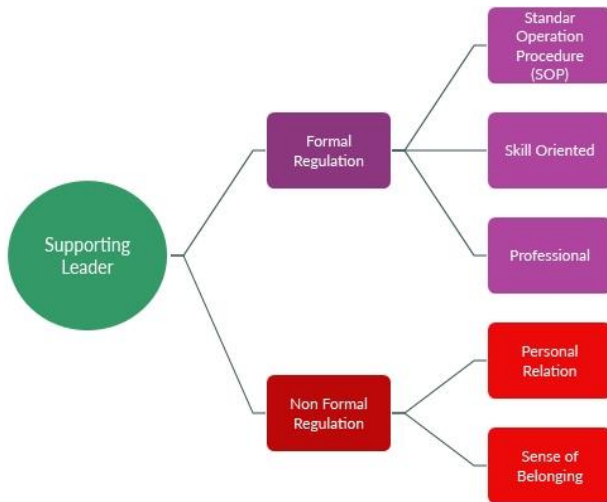 Standar
Operation
Procedure
(SOP)
Formal
Regulation
Skill Oriented
Supporting
Leader
Professional
Personal
Relation
Non Formal
Regulation
Sense of
Belonging